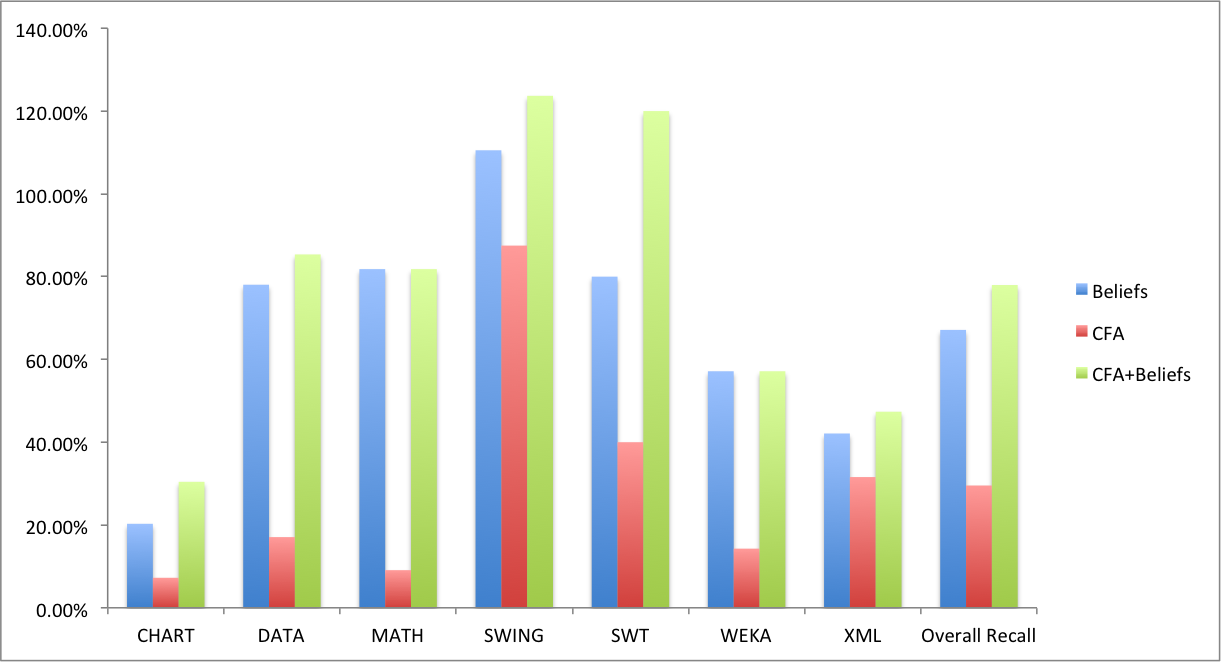 140.00%
120.00%
100.00%
80.00%
60.00%
40.00%
20.00%
0.00%
CHART DATA MATH SWING SWT WEKA XML Overall Recall
Beliefs
CFA
CFA+Beliefs